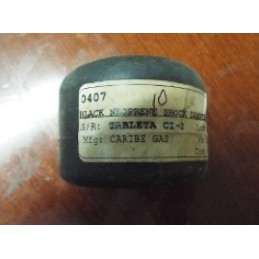 0407 10
BLACK NEOPRENE SHOCK
S/R: TABLETA CI-2
Mfg: CARIBE GAS